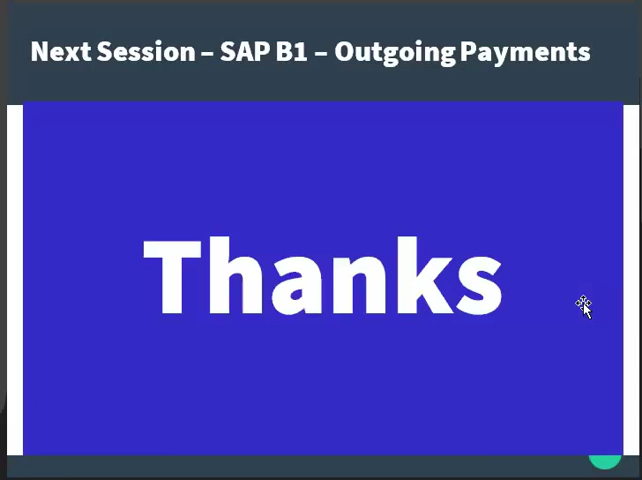 Next Session – SAP B1 – Outgoing Payments
Thanks